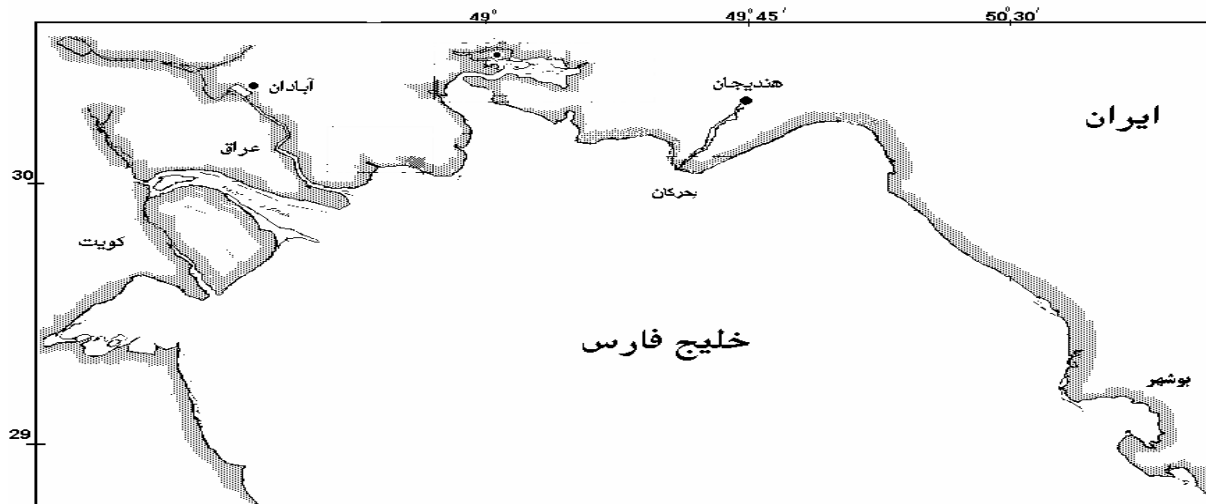 49°
49°45′
50°30′
هندیجان
آبادان
ایران
عراق
30
بحرکان
کویت
خلیج فارس
بوشهر
29